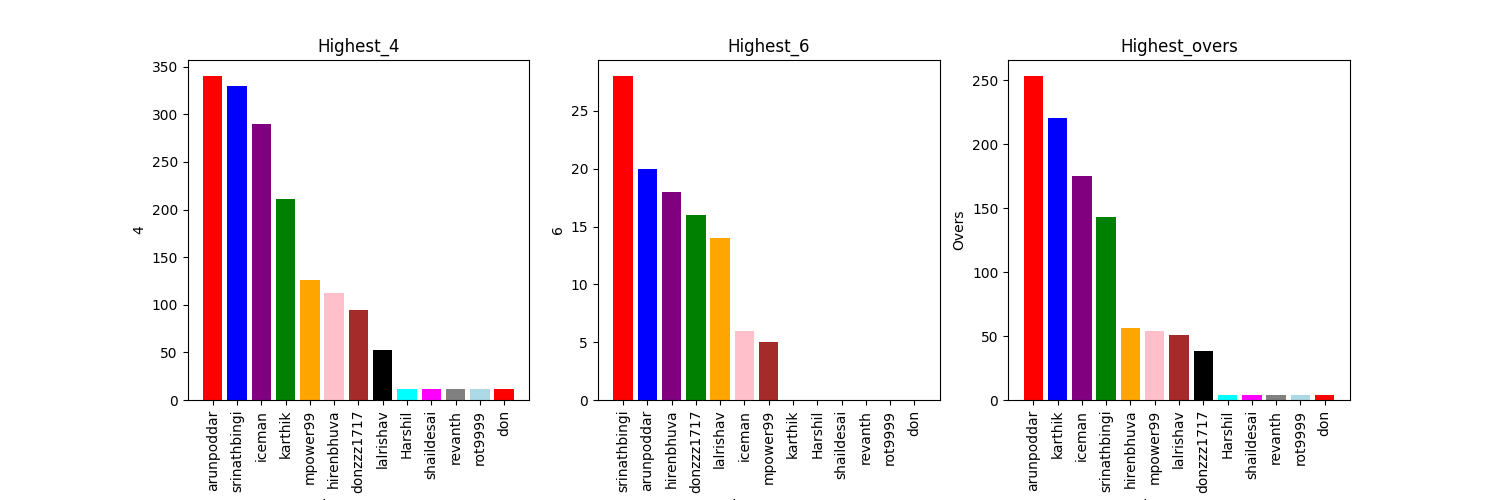 Highest_4
350
300
250
200
150
100
50
0
4
arunpoddar
srinathbingi
iceman
karthik
mpower99
hirenbhuva
donzzz1717
lalrishav
Harshil
shaildesai
revanth
rot9999
don
Highest_6
25
20
15
10
5
0
6
srinathbingi
arunpoddar
hirenbhuva
donzzz1717
lalrishav
iceman
mpower99
karthik
Harshil
shaildesai
revanth
rot9999
don
Highest_overs
250
200
150
100
50
0
Overs
arunpoddar
karthik
iceman
srinathbingi
hirenbhuva
mpower99
lalrishav
donzzz1717
Harshil
shaildesai
revanth
rot9999
don